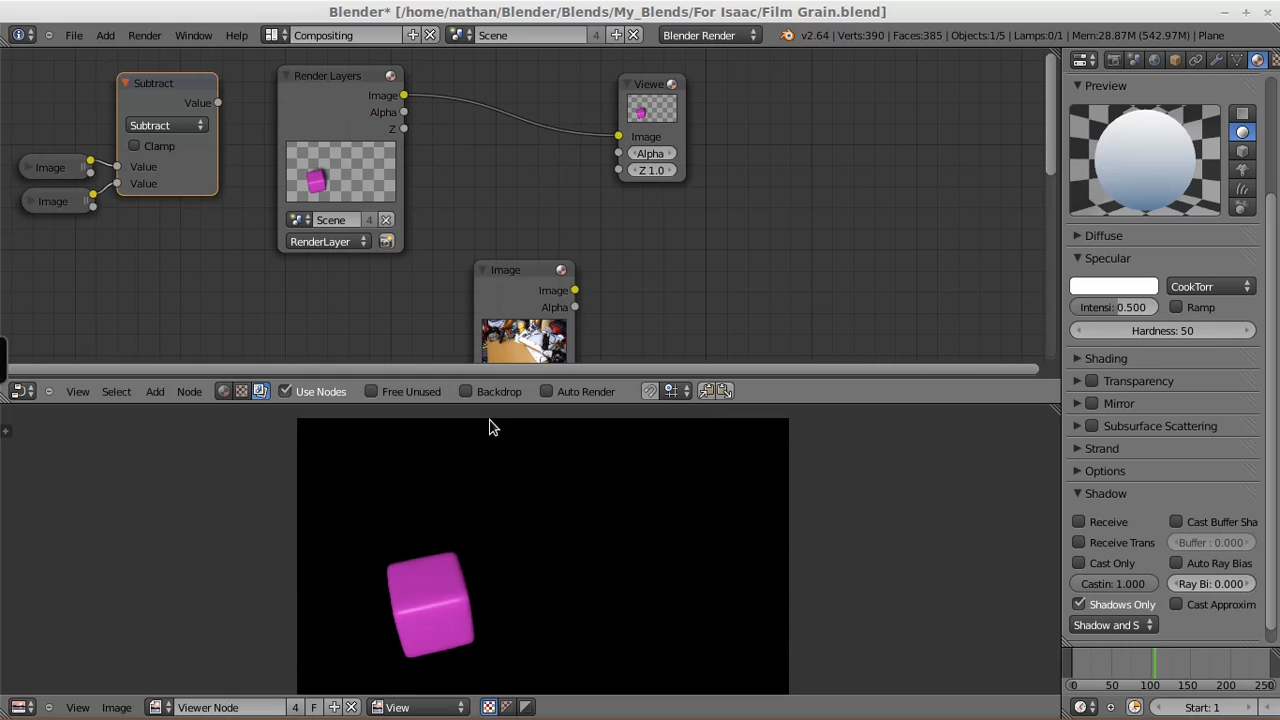 Blender* [/home/nathan/Blender/Blends/My_Blends/For Isaac/Film Grain.blend]
File Add Render Window Help Compositing Scene 4 Blender Render v2.64 | Verts:390 | Faces:385 | Objects:1/5 | Lamps:0/1 | Mem:28.87M (542.97M) | Plane
Subtract
Value
Subtract
Clamp
Value
Value
Image
Image
Render Layers
Image
Alpha
Z
Scene 4
RenderLayer
Viewe
Image
Alpha
Z 1.0
Image
Image
Alpha
View Select Add Node Use Nodes Free Unused Backdrop Auto Render
View Image Viewer Node 4 F View
Preview
Diffuse
Specular
CookTorr
Intensi: 0.500 Ramp
Hardness: 50
Shading
Transparency
Mirror
Subsurface Scattering
Strand
Options
Shadow
Receive Cast Buffer Sha
Receive Trans Buffer : 0.000
Cast Only Auto Ray Bias
Castin: 1.000 Ray Bi: 0.000
Shadows Only Cast Approxim
Shadow and S
0 50 100 150 200 250
Start: 1